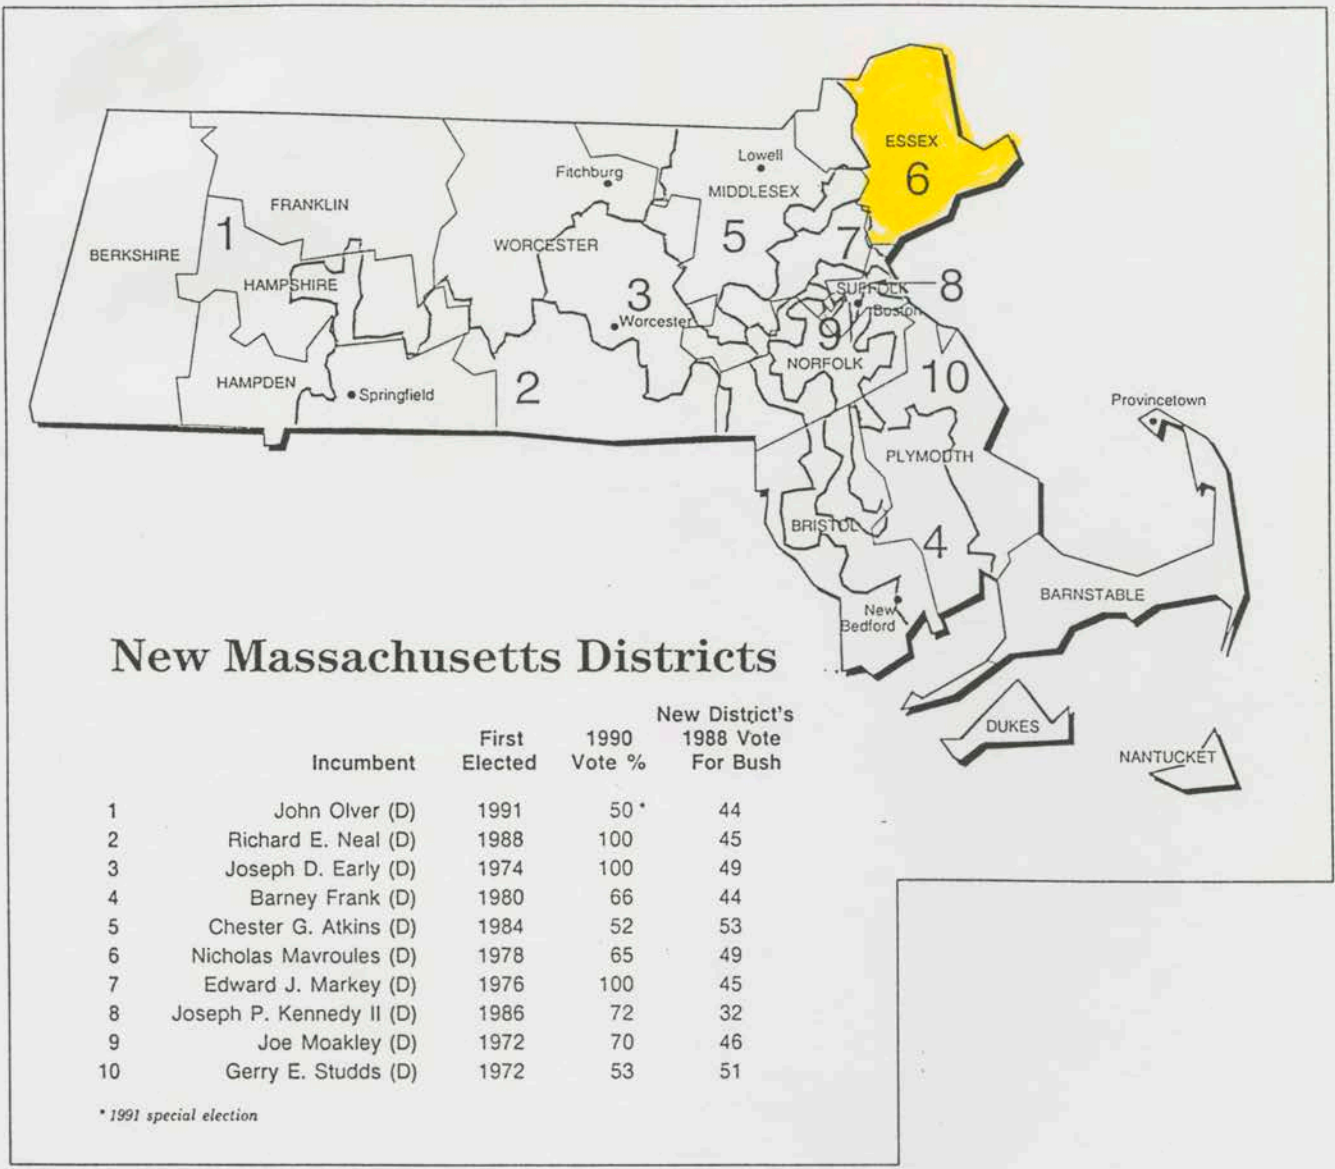 ESSEX
6
Lowell
Fitchburg
MIDDLESEX
FRANKLIN
1
5
7
WORCESTER
BERKSHIRE
HAMPSHIRE
SUFFOLK
8
3
Boston
Worcester
9
NORFOLK
10
HAMPDEN
2
Springfield
Provincetown
PLYMOUTH
BRISTOL
4
BARNSTABLE
New
Bedford
New Massachusetts Districts
DUKES
NANTUCKET
New District's
First 1990 1988 Vote
Incumbent Elected Vote % For Bush
1 John Olver (D) 1991 50 * 44
2 Richard E. Neal (D) 1988 100 45
3 Joseph D. Early (D) 1974 100 49
4 Barney Frank (D) 1980 66 44
5 Chester G. Atkins (D) 1984 52 53
6 Nicholas Mavroules (D) 1978 65 49
7 Edward J. Markey (D) 1976 100 45
8 Joseph P. Kennedy II (D) 1986 72 32
9 Joe Moakley (D) 1972 70 46
10 Gerry E. Studds (D) 1972 53 51
* 1991 special election